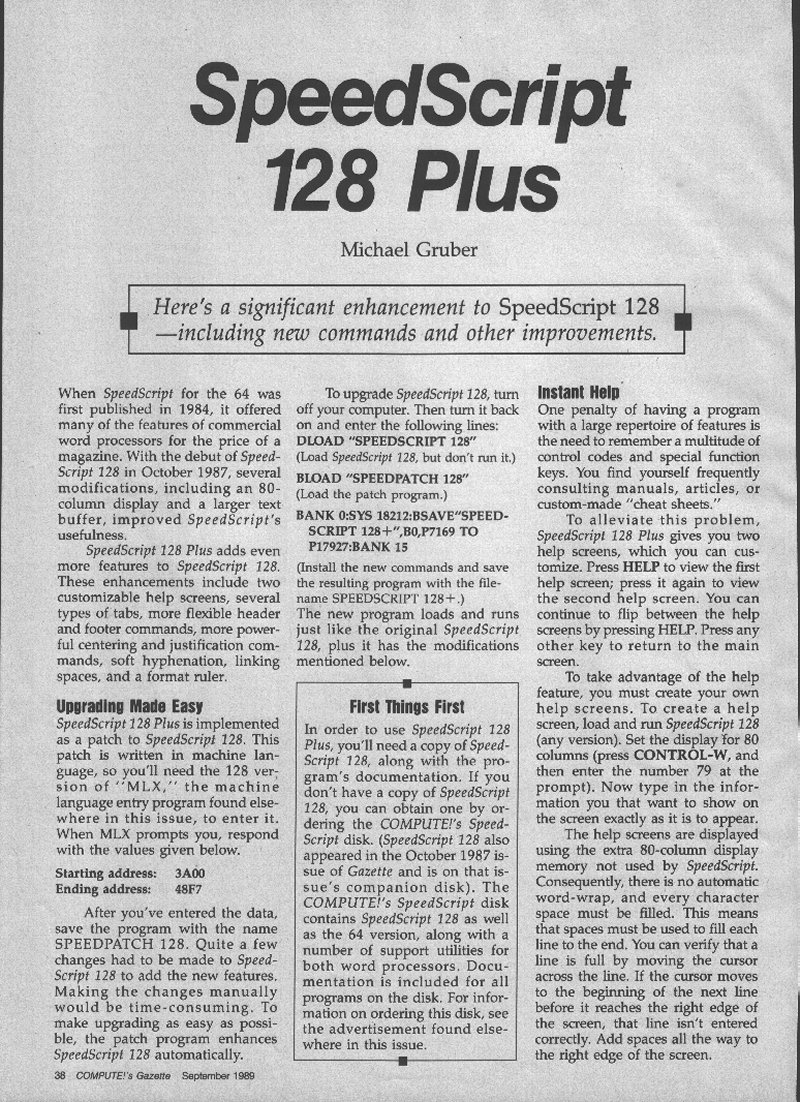 SpeedScript
128 Plus
Michael Gruber
Here's a significant enhancement to SpeedScript 128
—including new commands and other improvements.
When SpeedScript for the 64 was
first published in 1984, it offered
many of the features of commercial
word processors for the price of a
magazine. With the debut of Speed-
Script 128 in October 1987, several
modifications, including an 80-
column display and a larger text
buffer, improved SpeedScript's
usefulness.
SpeedScript 128 Plus adds even
more features to SpeedScript 128.
These enhancements include two
customizable help screens, several
types of tabs, more flexible header
and footer commands, more power-
ful centering and justification com-
mands, soft hyphenation, linking
spaces, and a format ruler.
Upgrading Made Easy
SpeedScript 128 Plus is implemented
as a patch to SpeedScript 128. This
patch is written in machine lan-
guage, so you'll need the 128 ver-
sion of "MLX," the machine
language entry program found else-
where in this issue, to enter it.
When MLX prompts you, respond
with the values given below.
Starting address: 3A00
Ending address: 48F7
After you've entered the data,
save the program with the name
SPEEDPATCH 128. Quite a few
changes had to be made to Speed-
Script 128 to add the new features.
Making the changes manually
would be time-consuming. To
make upgrading as easy as possi-
ble, the patch program enhances
SpeedScript 128 automatically.
To upgrade SpeedScript 128, turn
off your computer. Then turn it back
on and enter the following lines:
DLOAD "SPEEDSCRIPT 128"
(Load SpeedScript 128, but don't run it.)
BLOAD "SPEEDPATCH 128"
(Load the patch program.)
BANK 0:SYS 18212:BSAVE"SPEED-
SCRIPT 128+",B0,P7169 TO
P17927:BANK 15
(Install the new commands and save
the resulting program with the file-
name SPEEDSCRIPT 128+.)
The new program loads and runs
just like the original SpeedScript
128, plus it has the modifications
mentioned below.
First Things First
In order to use SpeedScript 128
Plus, you'll need a copy of Speed-
Script 128, along with the pro-
gram's documentation. If you
don't have a copy of SpeedScript
128, you can obtain one by or-
dering the COMPUTE!'s Speed-
Script disk. (SpeedScript 128 also
appeared in the October 1987 is-
sue of Gazette and is on that is-
sue's companion disk). The
COMPUTE!'s SpeedScript disk
contains SpeedScript 128 as well
as the 64 version, along with a
number of support utilities for
both word processors. Docu-
mentation is included for all
programs on the disk. For infor-
mation on ordering this disk, see
the advertisement found else-
where in this issue.
Instant Help
One penalty of having a program
with a large repertoire of features is
the need to remember a multitude of
control codes and special function
keys. You find yourself frequently
consulting manuals, articles, or
custom-made "cheat sheets."
To alleviate this problem,
SpeedScript 128 Plus gives you two
help screens, which you can cus-
tomize. Press HELP to view the first
help screen; press it again to view
the second help screen. You can
continue to flip between the help
screens by pressing HELP. Press any
other key to return to the main
screen.
To take advantage of the help
feature, you must create your own
help screens. To create a help
screen, load and run SpeedScript 128
(any version). Set the display for 80
columns (press CONTROL-W, and
then enter the number 79 at the
prompt). Now type in the infor-
mation you that want to show on
the screen exactly as it is to appear.
The help screens are displayed
using the extra 80-column display
memory not used by SpeedScript.
Consequently, there is no automatic
word-wrap, and every character
space must be filled. This means
that spaces must be used to fill each
line to the end. You can verify that a
line is full by moving the cursor
across the line. If the cursor moves
to the beginning of the next line
before it reaches the right edge of
the screen, that line isn't entered
correctly. Add spaces all the way to
the right edge of the screen.
38 COMPUTE!'s Gazette September 1989